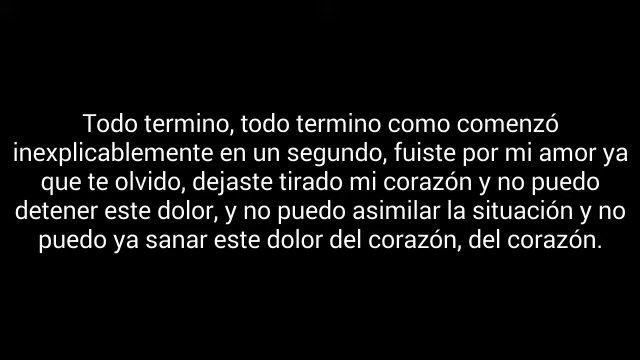 Todo termino, todo termino como comenzó
inexplicablemente en un segundo, fuiste por mi amor ya
que te olvido, dejaste tirado mi corazón y no puedo
detener este dolor, y no puedo asimilar la situación y no
puedo ya sanar este dolor del corazón, del corazón.